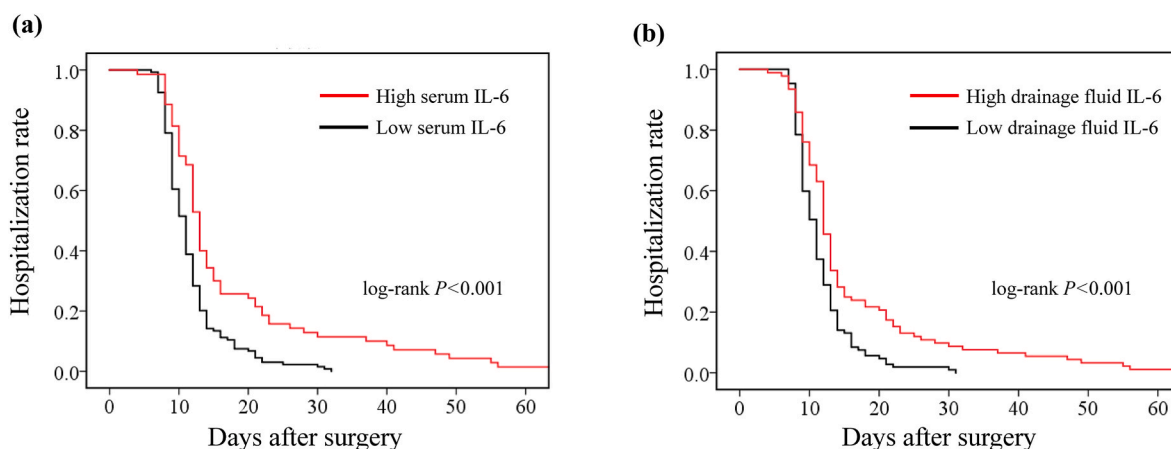 (a)
Hospitalization rate
1.0
0.8
0.6
0.4
0.2
0.0
High serum IL-6
Low serum IL-6
log-rank P<0.001
0 10 20 30 40 50 60
Days after surgery
(b)
Hospitalization rate
1.0
0.8
0.6
0.4
0.2
0.0
High drainage fluid IL-6
Low drainage fluid IL-6
log-rank P<0.001
0 10 20 30 40 50 60
Days after surgery